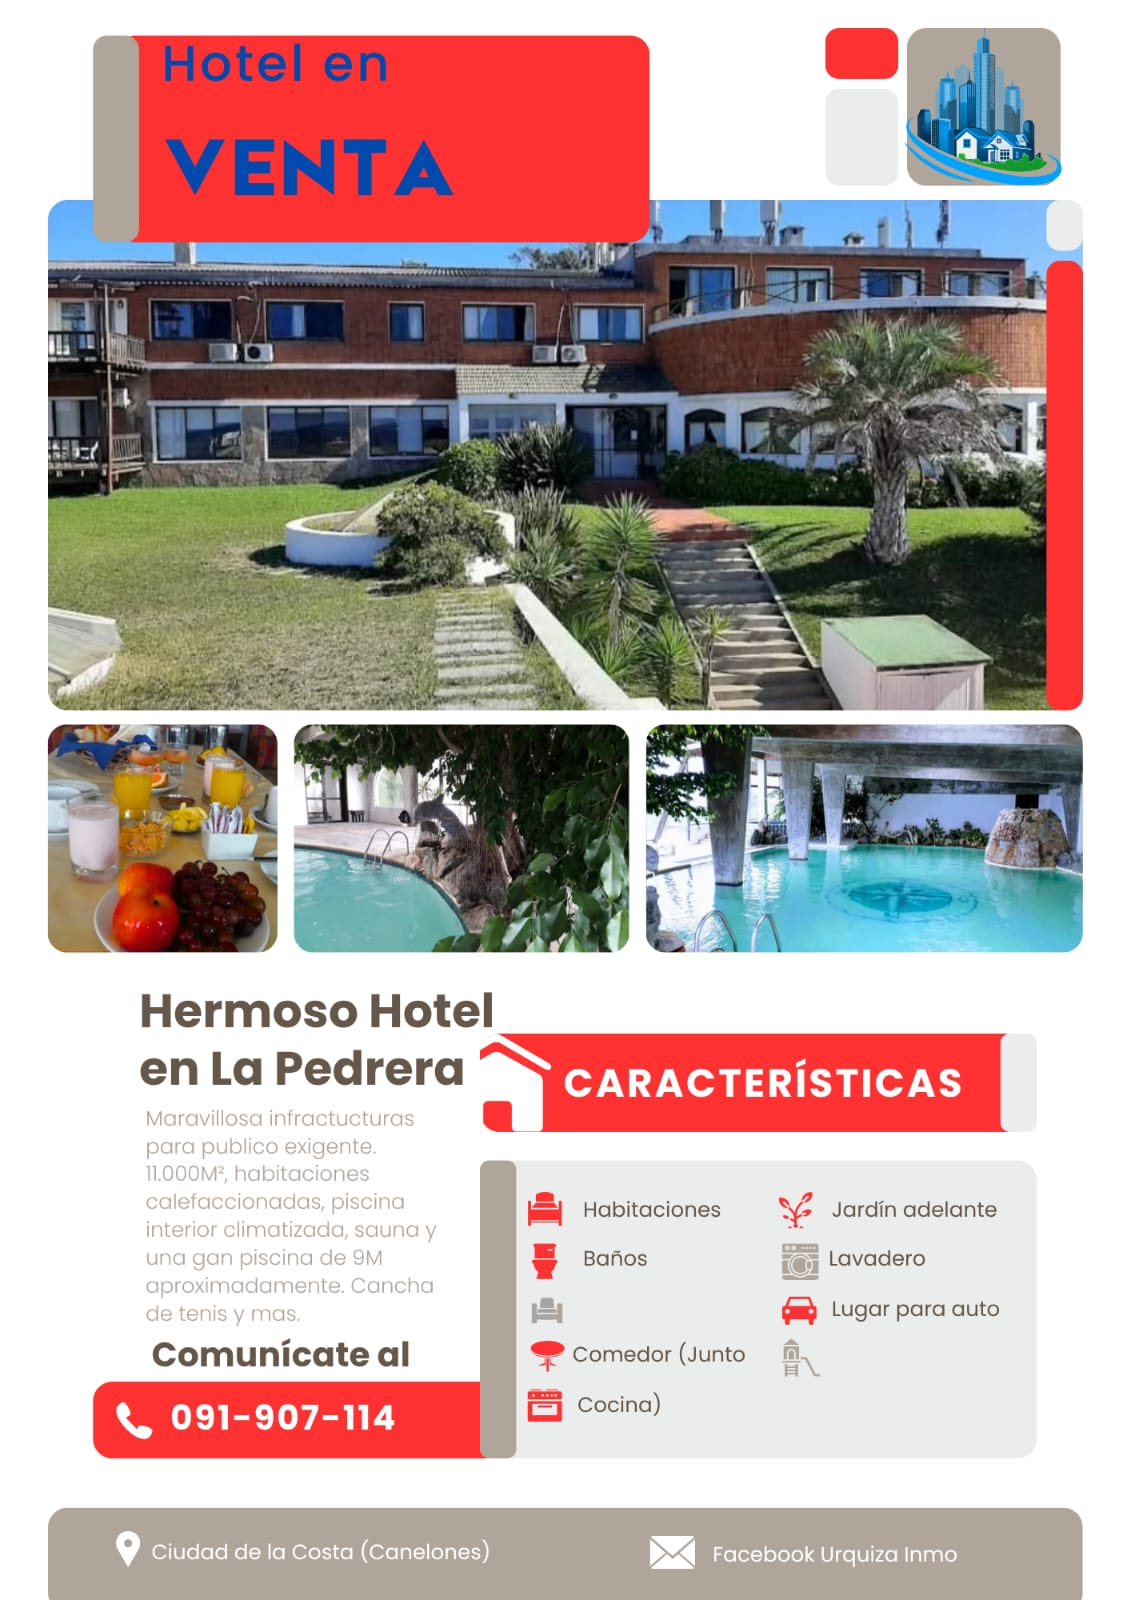 Hotel en
VENTA
Hermoso Hotel
en La Pedrera
Maravillosa infractucturas
para publico exigente.
11.000M², habitaciones
calefaccionadas, piscina
interior climatizada, sauna y
una gan piscina de 9M
aproximadamente. Cancha
de tenis y mas.
Comunícate al
091-907-114
CARACTERÍSTICAS
Habitaciones
Baños
Comedor (Junto
Cocina)
Jardín adelante
Lavadero
Lugar para auto
Ciudad de la Costa (Canelones)
Facebook Urquiza Inmo